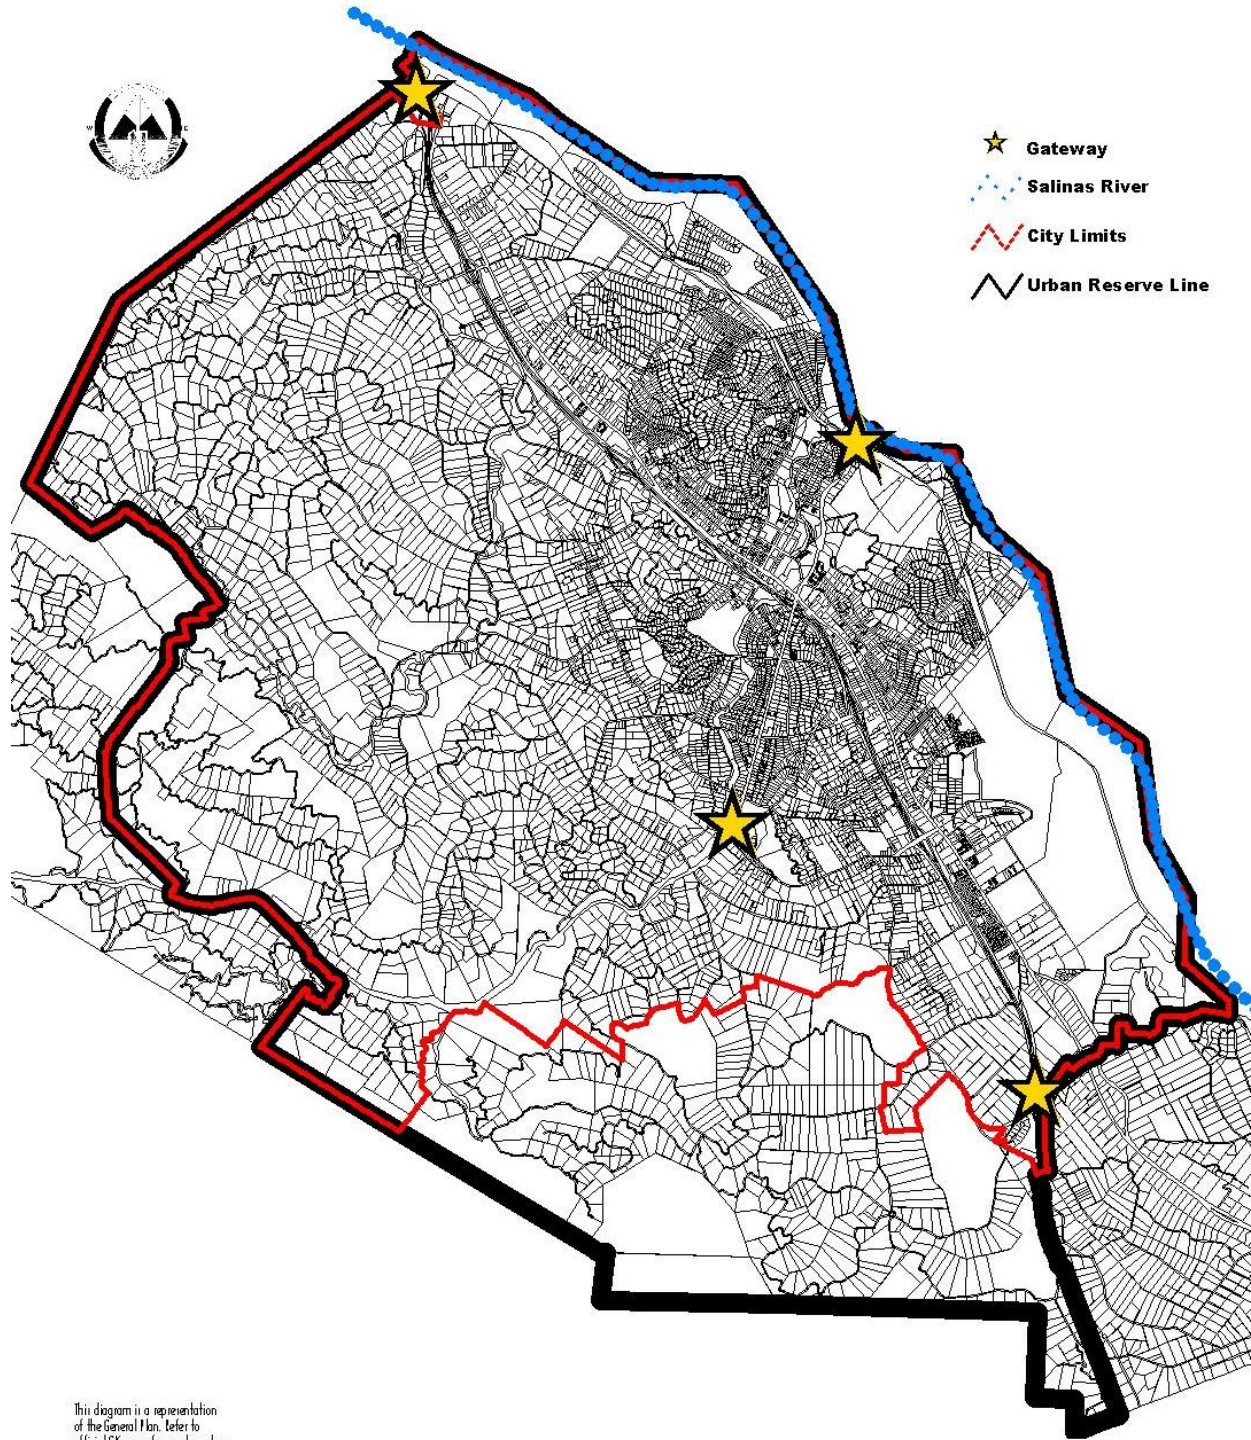 Gateway
Salinas River
City Limits
Urban Reserve Line
W E
This diagram is a representation
of the General Plan. Refer to